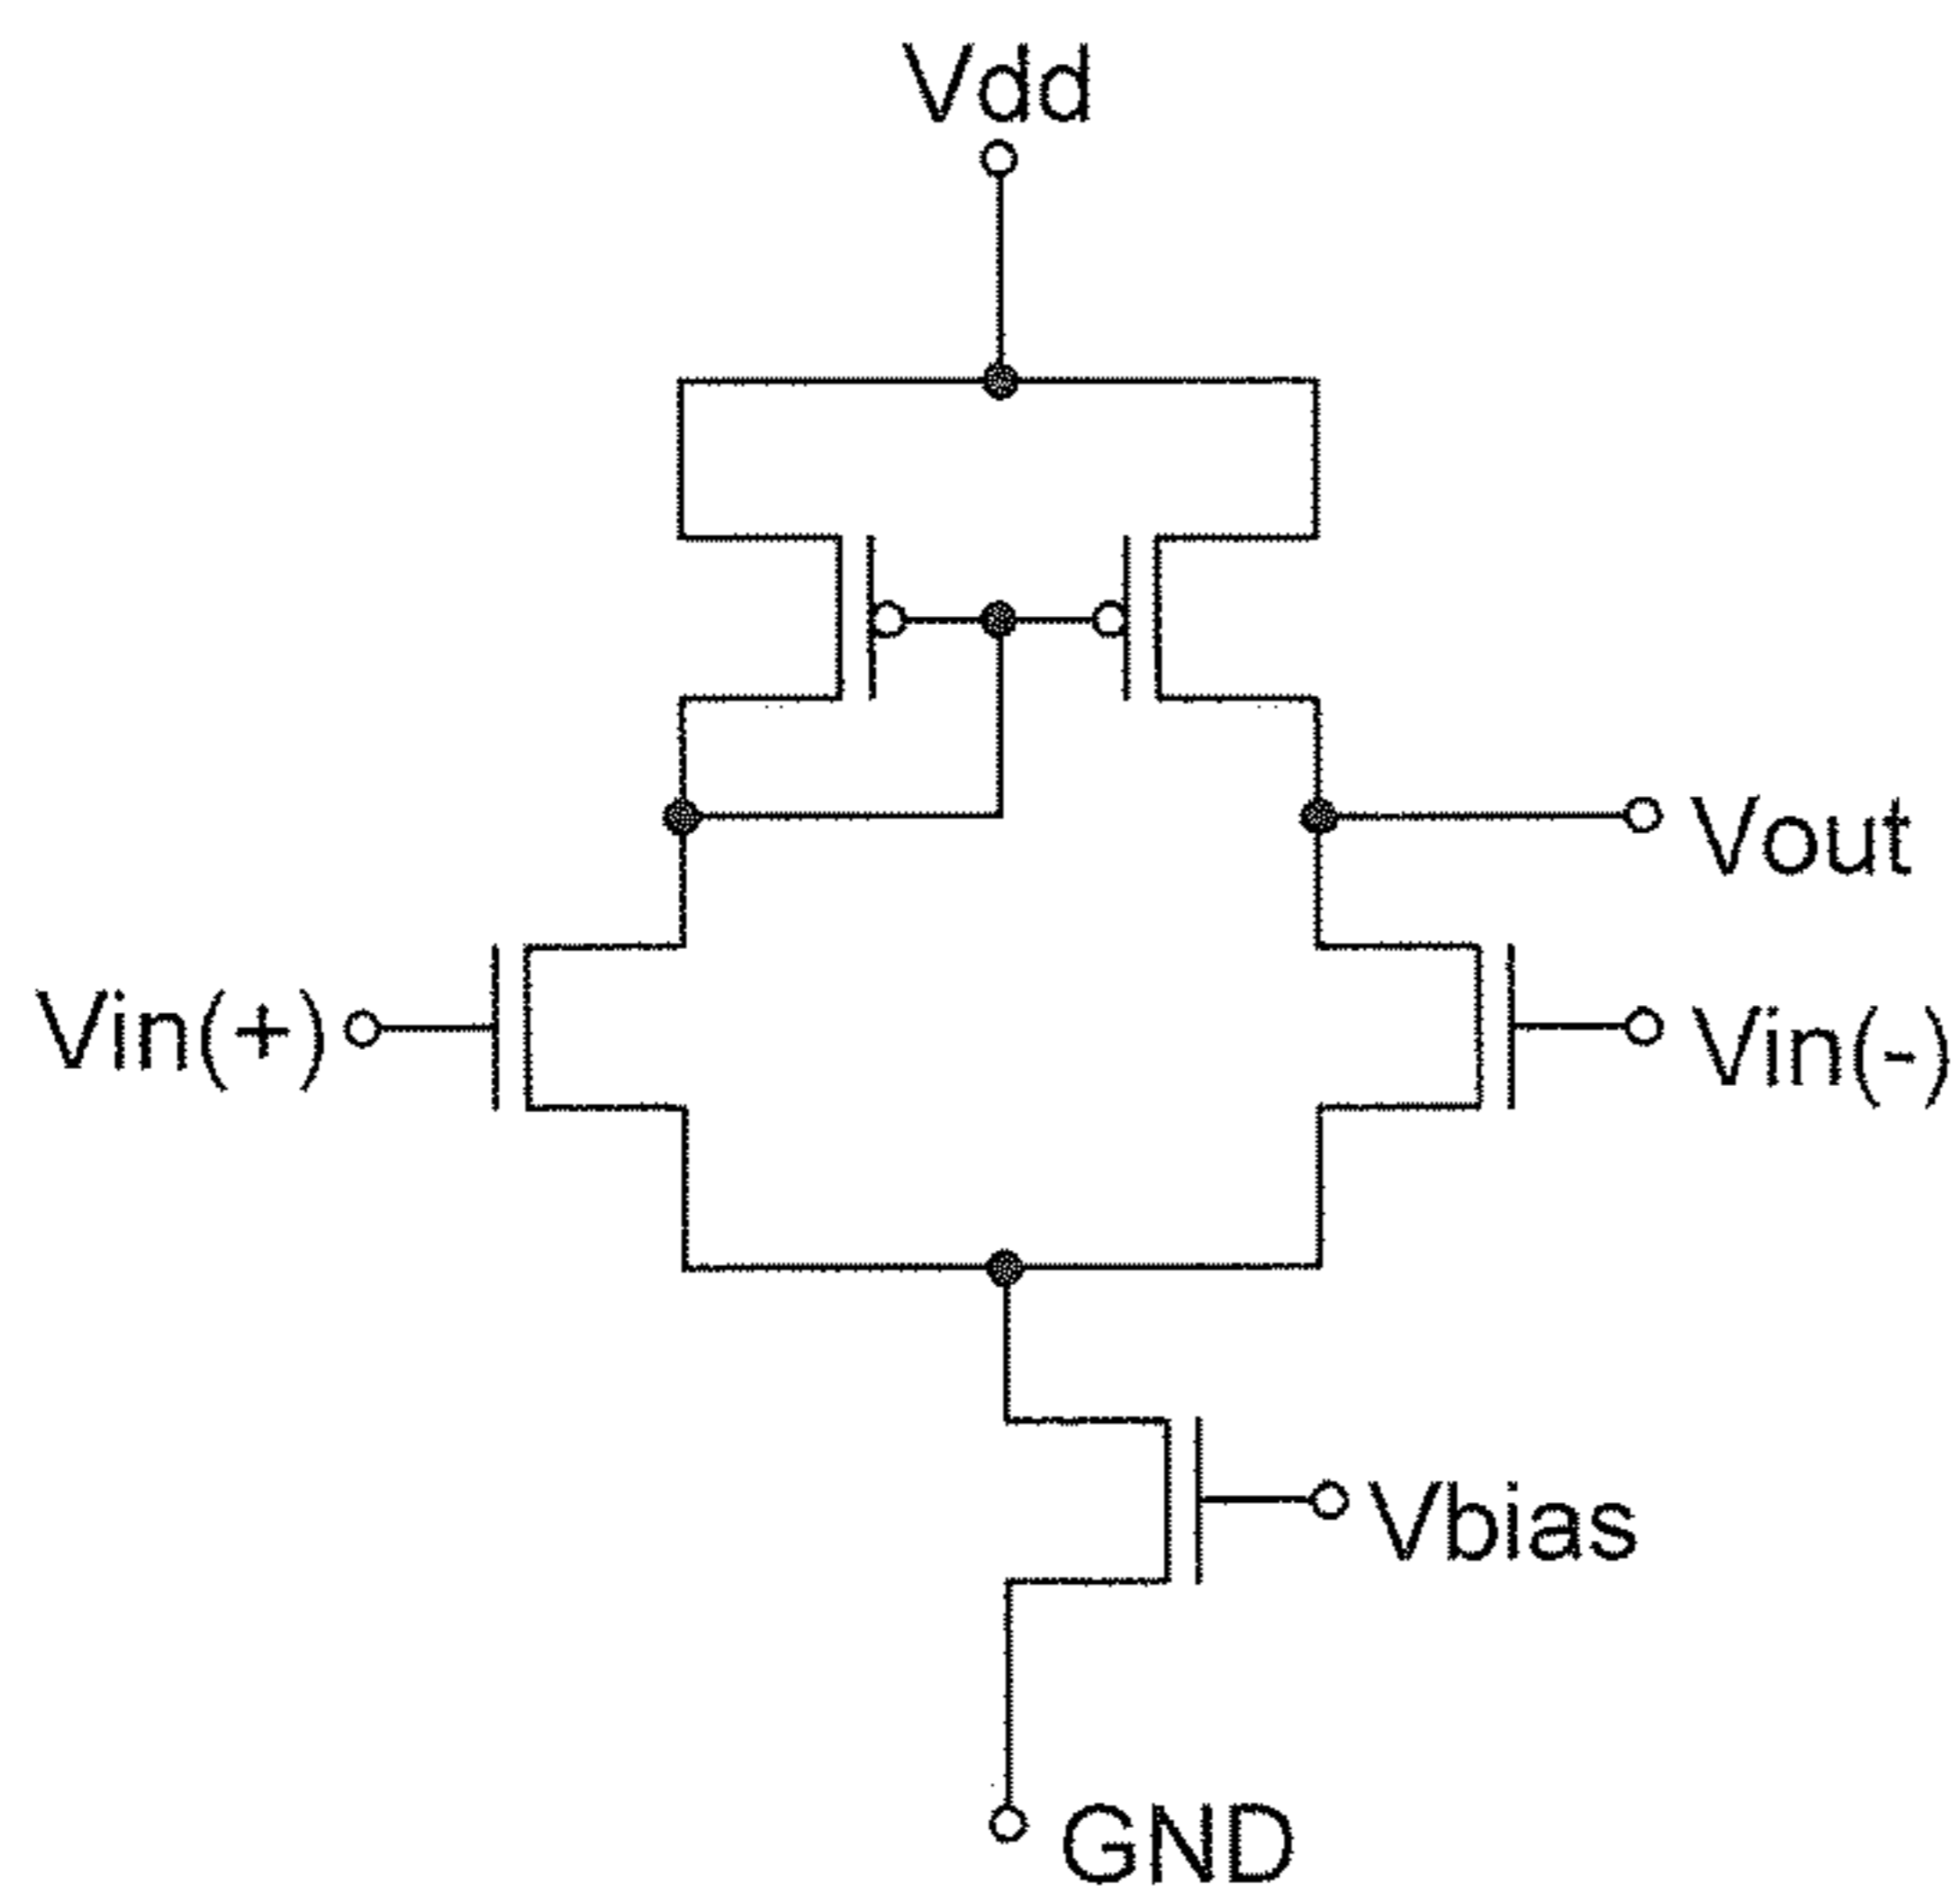 Vdd
Vout
Vin(+)
Vin(-)
Vbias
GND